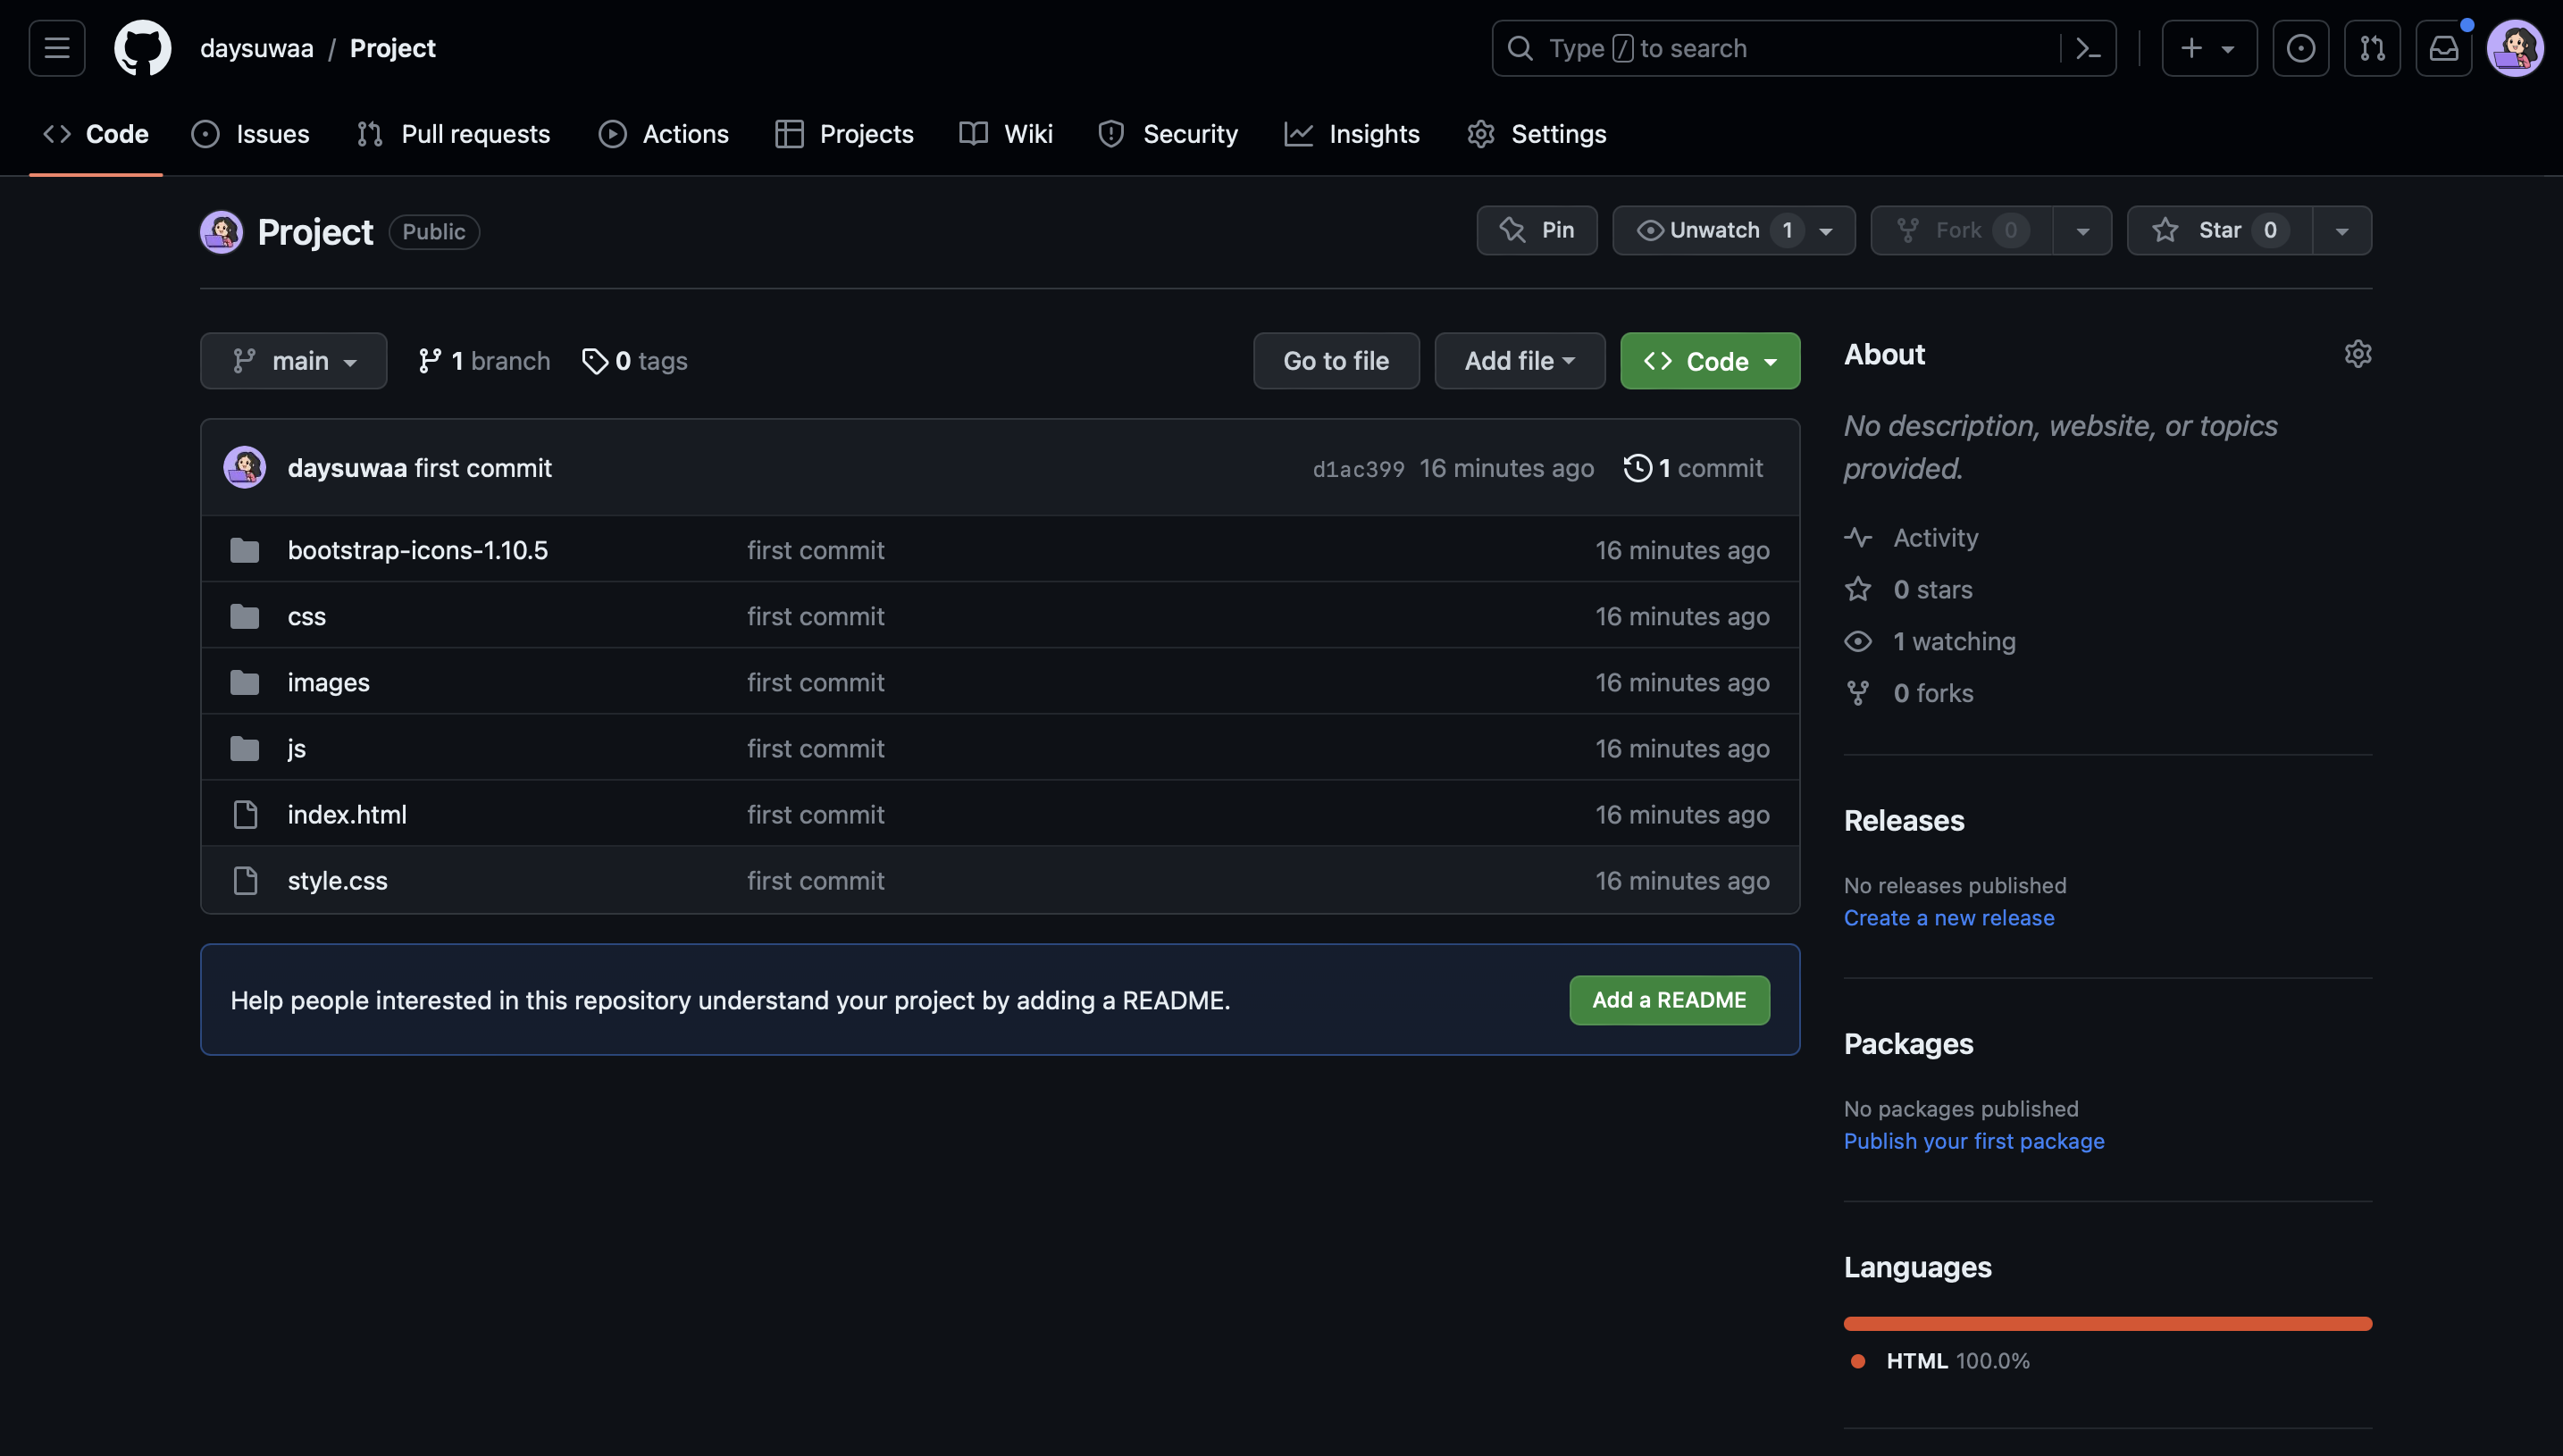 daysuwaa / Project
Type / to search
Code Issues Pull requests Actions Projects Wiki Security Insights Settings
Project Public
Pin Unwatch 1 Fork 0 Star 0
main 1 branch 0 tags
Go to file Add file Code
daysuwaa first commit d1ac399 16 minutes ago 1 commit
bootstrap-icons-1.10.5 first commit 16 minutes ago
css first commit 16 minutes ago
images first commit 16 minutes ago
js first commit 16 minutes ago
index.html first commit 16 minutes ago
style.css first commit 16 minutes ago
Help people interested in this repository understand your project by adding a README. Add a README
About
No description, website, or topics
provided.
Activity
0 stars
1 watching
0 forks
Releases
No releases published
Create a new release
Packages
No packages published
Publish your first package
Languages
HTML 100.0%